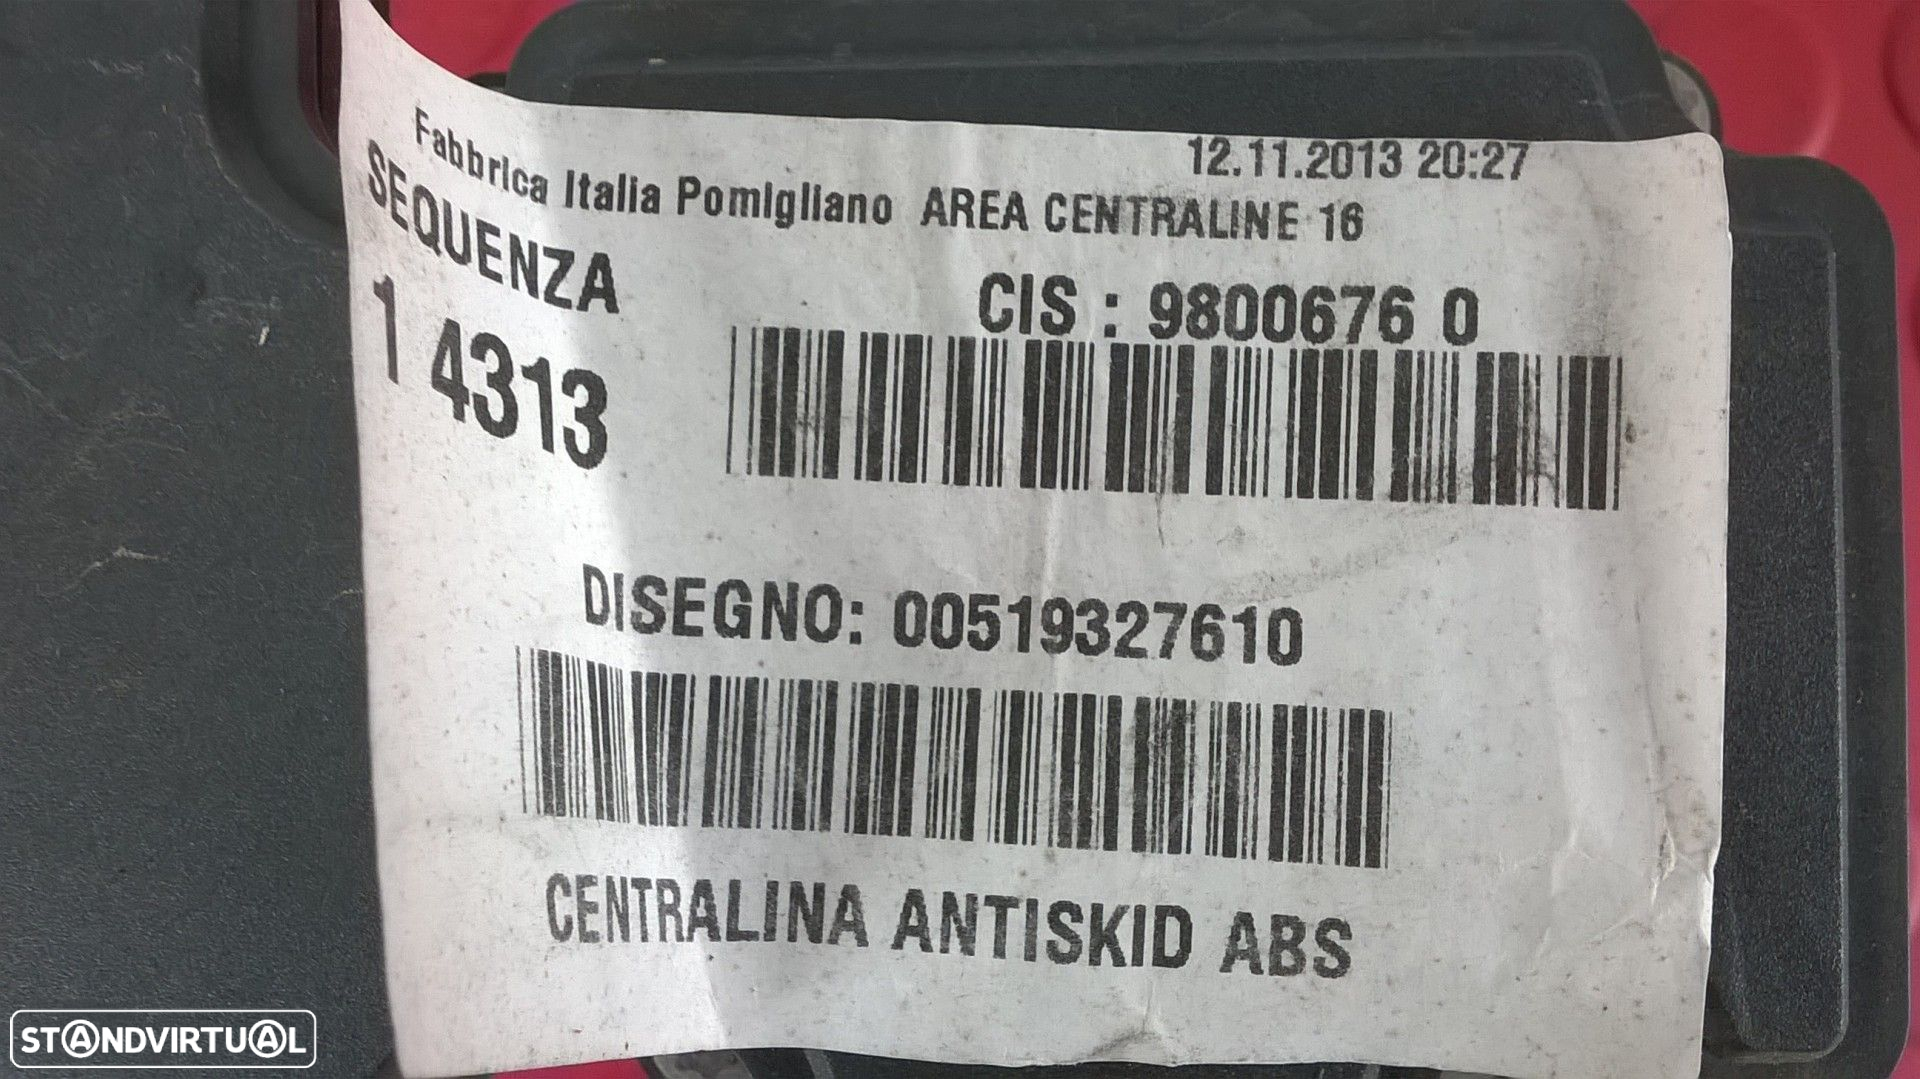 12.11.2013 20:27
Fabbrica Italia Pomigliano AREA CENTRALINE 16
SEQUENZA
1 4313
CIS : 9800676 0
DISEGNO: 00519327610
CENTRALINA ANTISKID ABS
STANDVIRTUAL